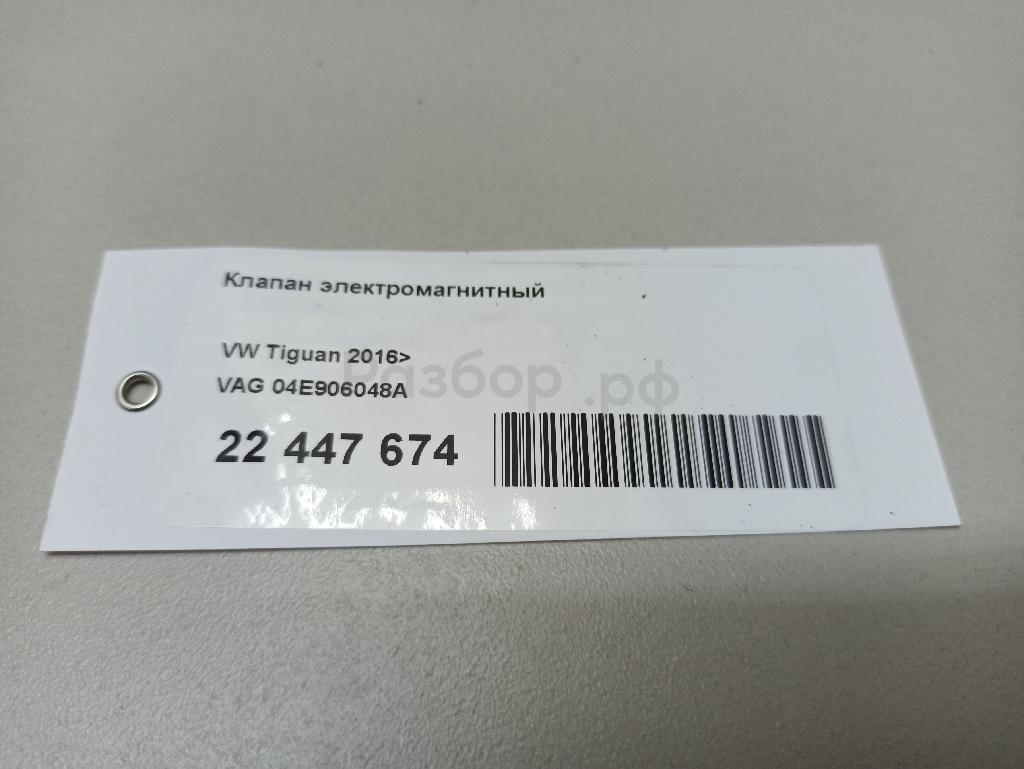 Клапан электромагнитный
VW Tiguan 2016>
Разбор.рф
VAG 04E906048A
22 447 674